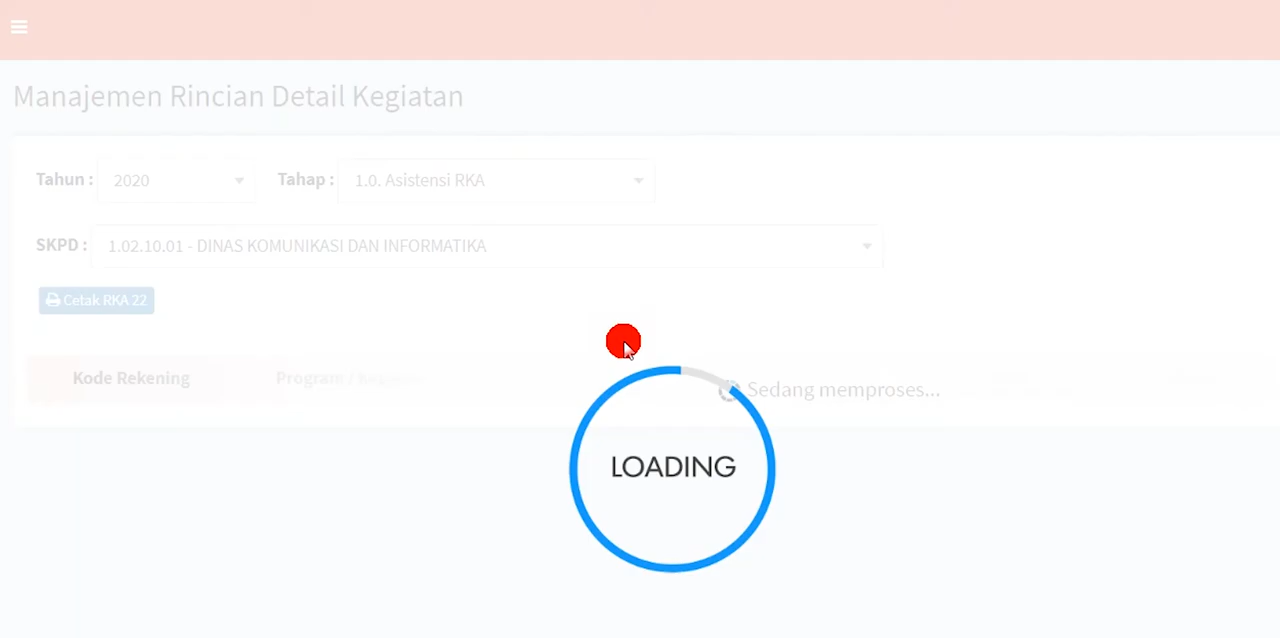 Manajemen Rincian Detail Kegiatan
Tahun : 2020 Tahap : 1.0. Asistensi RKA
SKPD : 1.02.10.01 - DINAS KOMUNIKASI DAN INFORMATIKA
Cetak RKA 22
Kode Rekening Program /
Sedang memproses...
LOADING